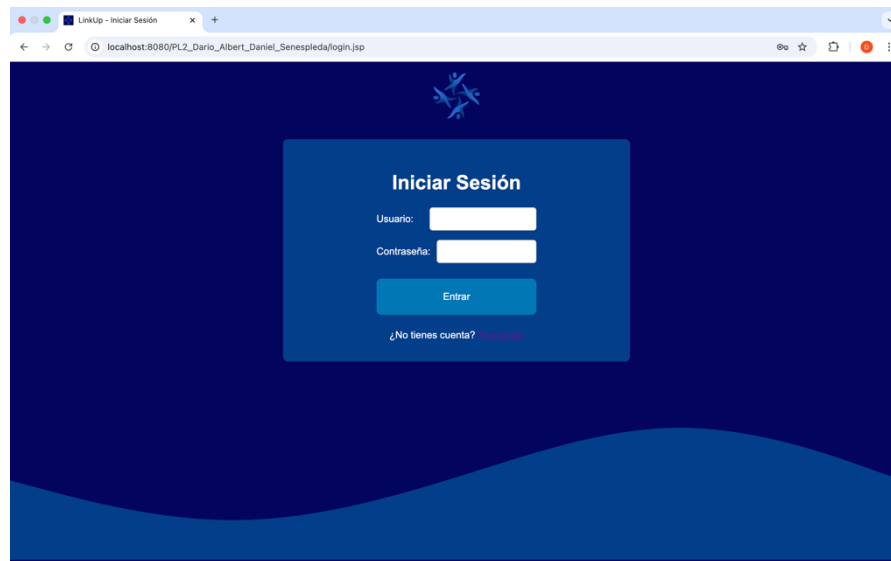 LinkUp - Iniciar Sesión
localhost:8080/PL2_Dario_Albert_Daniel_Senespleda/login.jsp
D
Iniciar Sesión
Usuario:
Contraseña:
Entrar
¿No tienes cuenta?